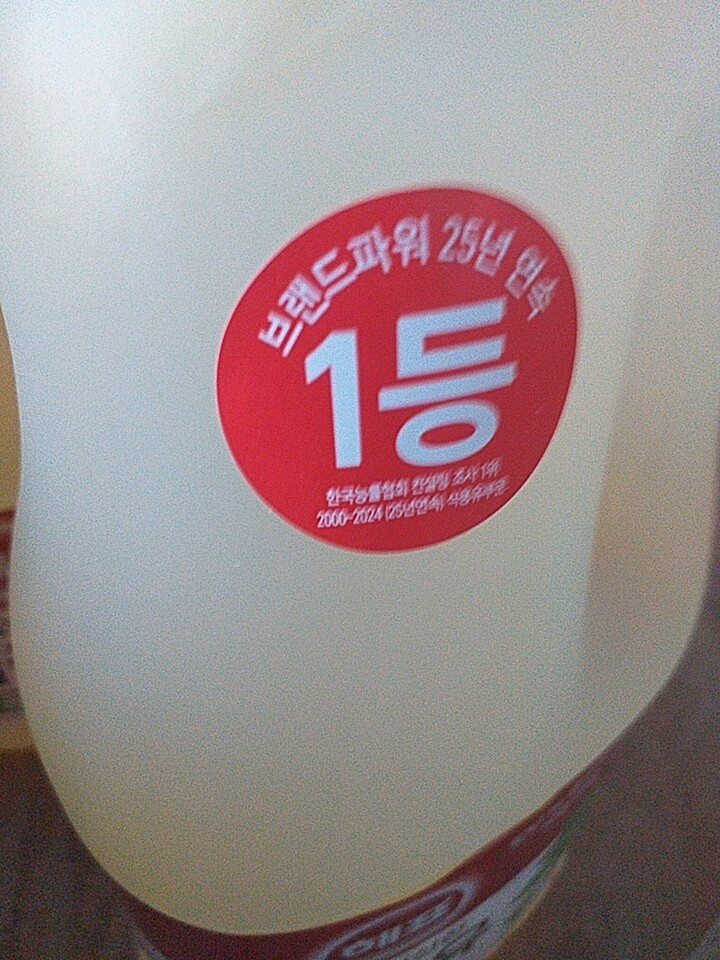 브랜드파워 25년 연속
1등
한국능률협회 컨설팅 조사 1위
2000~2024 (25년연속) 식용유부문